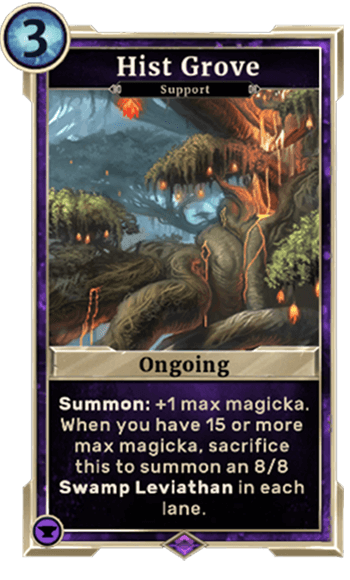 3
Hist Grove
Support
Ongoing
Summon: +1 max magicka.
When you have 15 or more
max magicka, sacrifice
this to summon an 8/8
Swamp Leviathan in each
lane.